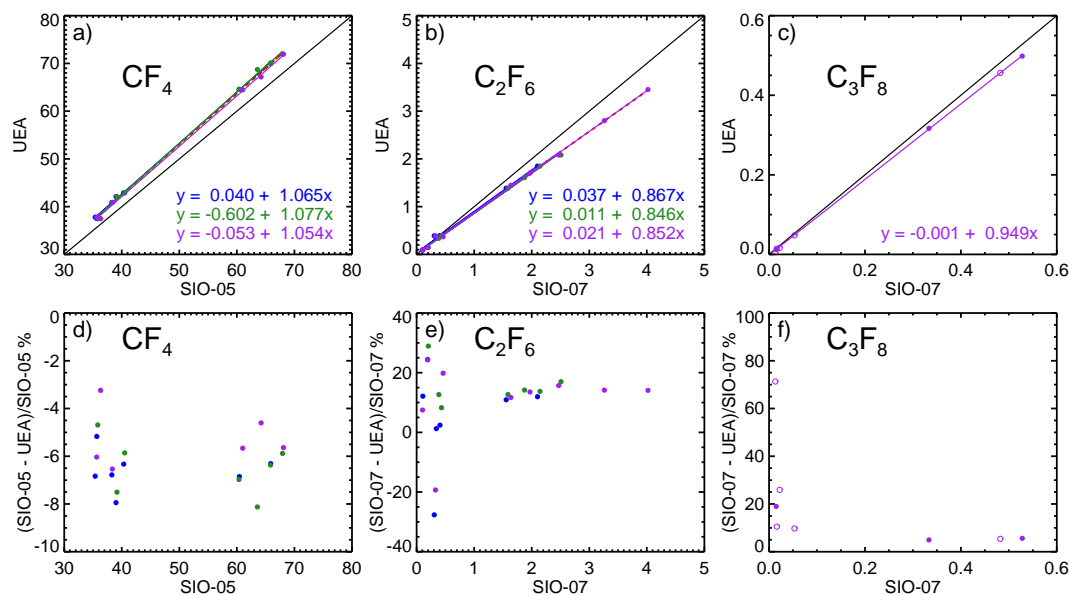 a)
CF4
80
70
60
50
40
30
UEA
y = 0.040 + 1.065x
y = -0.602 + 1.077x
y = -0.053 + 1.054x
30 40 50 60 70 80
SIO-05
b)
C2F6
5
4
3
2
1
0
UEA
y = 0.037 + 0.867x
y = 0.011 + 0.846x
y = 0.021 + 0.852x
0 1 2 3 4 5
SIO-07
c)
C3F8
0.6
0.4
0.2
0.0
UEA
y = -0.001 + 0.949x
0.0 0.2 0.4 0.6
SIO-07
d)
CF4
0
-2
-4
-6
-8
-10
(SIO-05 - UEA)/SIO-05 %
30 40 50 60 70 80
SIO-05
e)
C2F6
40
20
0
-20
-40
(SIO-07 - UEA)/SIO-07 %
0 1 2 3 4 5
SIO-07
f)
C3F8
100
80
60
40
20
0
(SIO-07 - UEA)/SIO-07 %
0.0 0.2 0.4 0.6
SIO-07